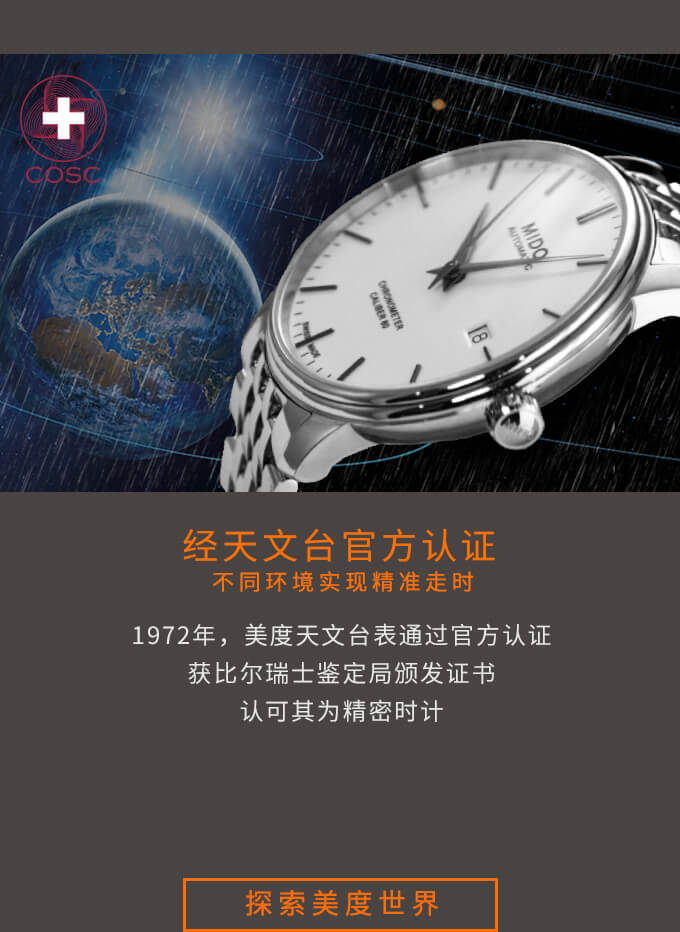 COSC
MIDO
AUTOMATIC
CHRONOMETER
CALIBER 80
8
SWISS MADE
经天文台官方认证
不同环境实现精准走时
1972年，美度天文台表通过官方认证
获比尔瑞士鉴定局颁发证书
认可其为精密时计
探索美度世界